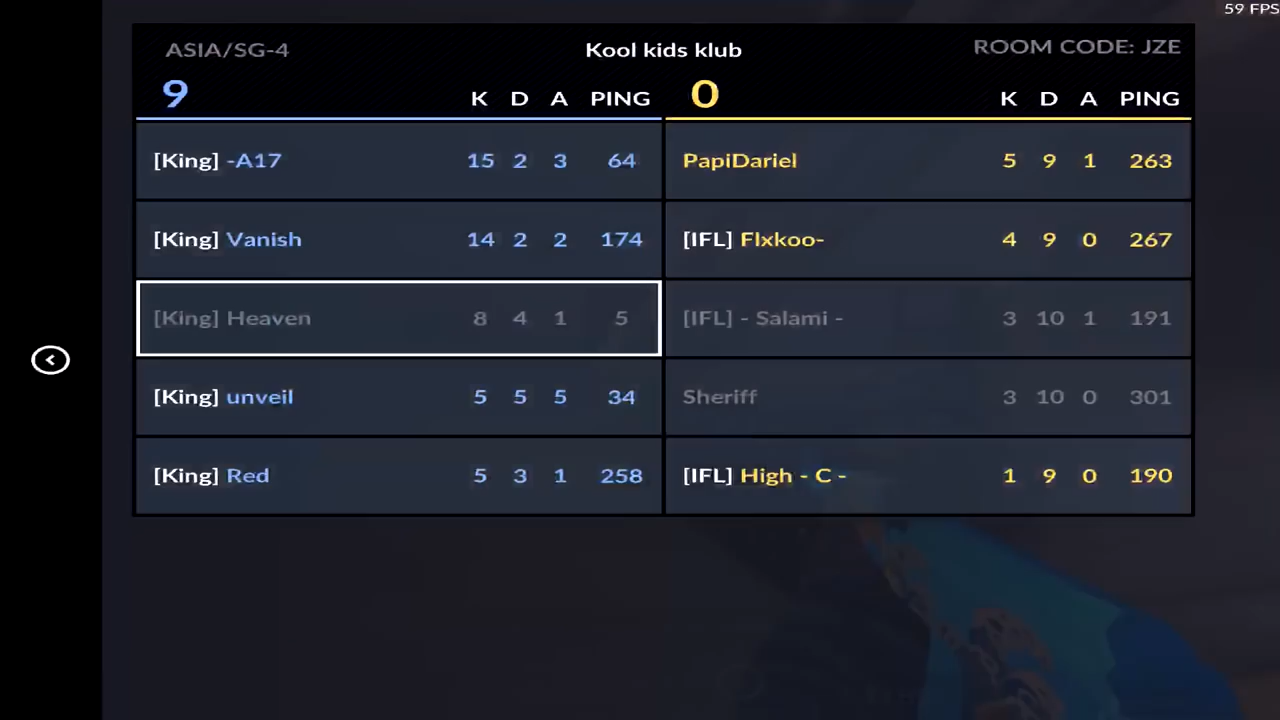 59 FPS
ASIA/SG-4 Kool kids klub ROOM CODE: JZE
9 K D A PING 0 K D A PING
[King] -A17 15 2 3 64 PapiDariel 5 9 1 263
[King] Vanish 14 2 2 174 [IFL] Flxkoo- 4 9 0 267
[King] Heaven 8 4 1 5 [IFL] - Salami - 3 10 1 191
[King] unveil 5 5 5 34 Sheriff 3 10 0 301
[King] Red 5 3 1 258 [IFL] High - C - 1 9 0 190